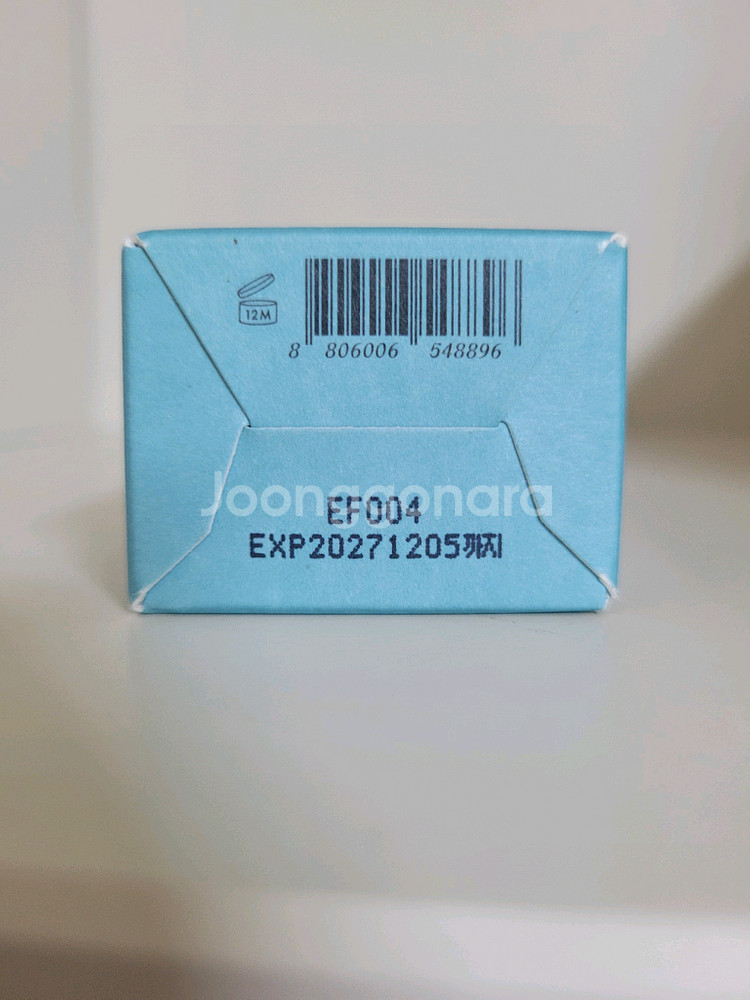 12M
8 806006 548896
Joonggonara
EF004
EXP20271205까지